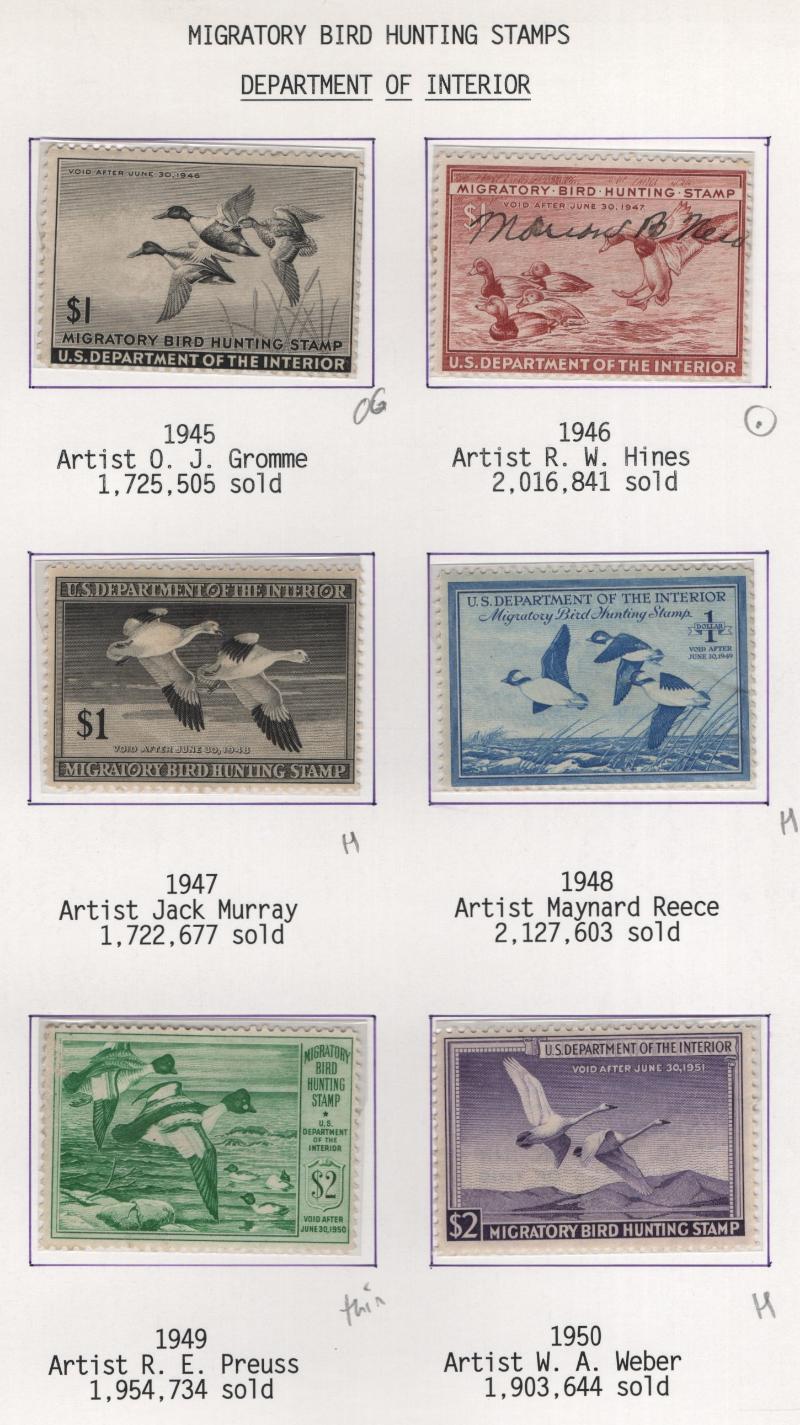 MIGRATORY BIRD HUNTING STAMPS
DEPARTMENT OF INTERIOR
VOID AFTER JUNE 30, 1946
$1
MIGRATORY BIRD HUNTING STAMP
U.S. DEPARTMENT OF THE INTERIOR
OG
1945
Artist O. J. Gromme
1,725,505 sold
MIGRATORY · BIRD · HUNTING · STAMP
VOID AFTER JUNE 30, 1947
$1
Marion B
U.S. DEPARTMENT OF THE INTERIOR
1946
Artist R. W. Hines
2,016,841 sold
U.S. DEPARTMENT OF THE INTERIOR
$1
VOID AFTER JUNE 30, 1948
MIGRATORY BIRD HUNTING STAMP
H
1947
Artist Jack Murray
1,722,677 sold
U.S. DEPARTMENT OF THE INTERIOR
Migratory Bird Hunting Stamp
1
DOLLAR
VOID AFTER
JUNE 30, 1949
H
1948
Artist Maynard Reece
2,127,603 sold
MIGRATORY
BIRD
HUNTING
STAMP
U.S.
DEPARTMENT
OF THE
INTERIOR
$2
VOID AFTER
JUNE 30, 1950
thin
1949
Artist R. E. Preuss
1,954,734 sold
U.S. DEPARTMENT OF THE INTERIOR
VOID AFTER JUNE 30, 1951
$2 MIGRATORY BIRD HUNTING STAMP
H
1950
Artist W. A. Weber
1,903,644 sold